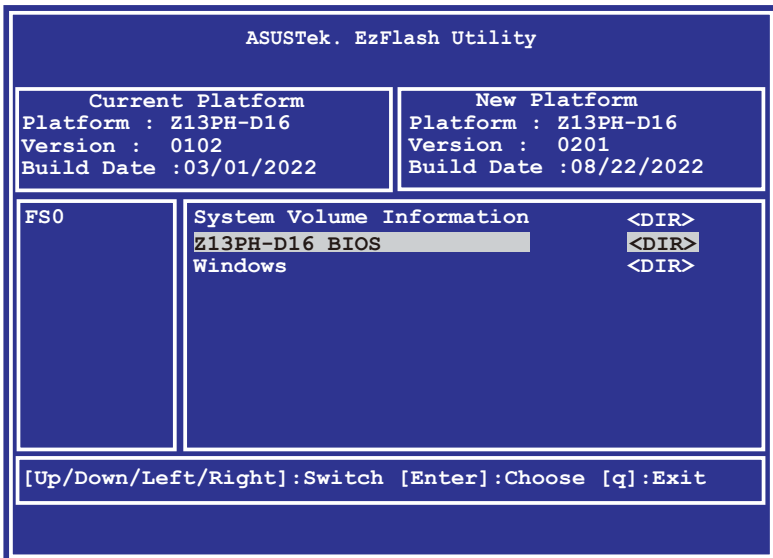 ASUSTek. EzFlash Utility
Current Platform
Platform : Z13PH-D16
Version : 0102
Build Date :03/01/2022
New Platform
Platform : Z13PH-D16
Version : 0201
Build Date :08/22/2022
FS0
System Volume Information <DIR>
Z13PH-D16 BIOS <DIR>
Windows <DIR>
[Up/Down/Left/Right]:Switch [Enter]:Choose [q]:Exit